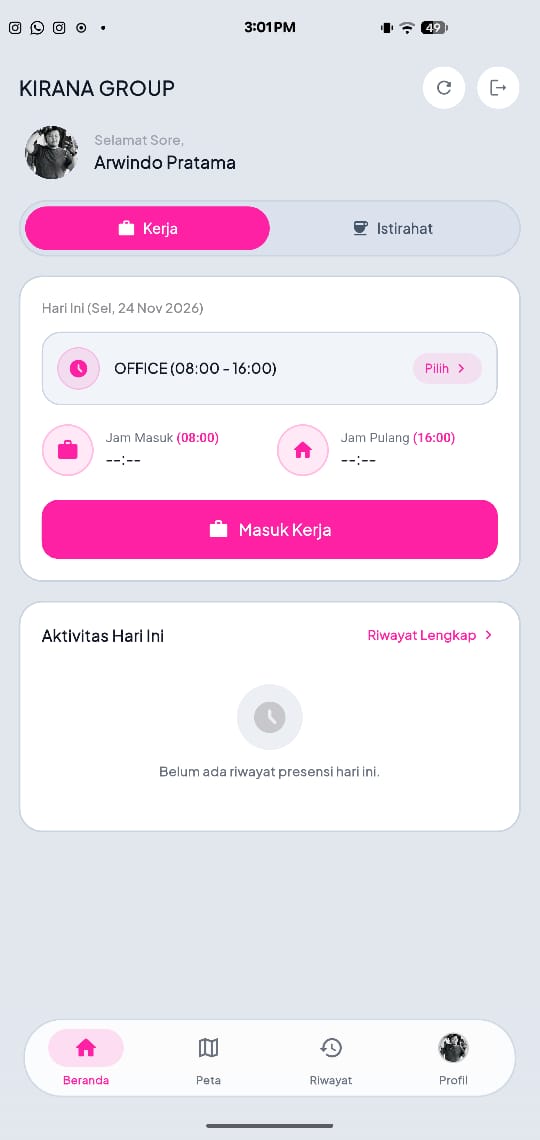 3:01PM
49
KIRANA GROUP
Selamat Sore,
Arwindo Pratama
Kerja
Istirahat
Hari Ini (Sel, 24 Nov 2026)
OFFICE (08:00 - 16:00)
Pilih
Jam Masuk (08:00)
--:--
Jam Pulang (16:00)
--:--
Masuk Kerja
Aktivitas Hari Ini
Riwayat Lengkap
Belum ada riwayat presensi hari ini.
Beranda
Peta
Riwayat
Profil